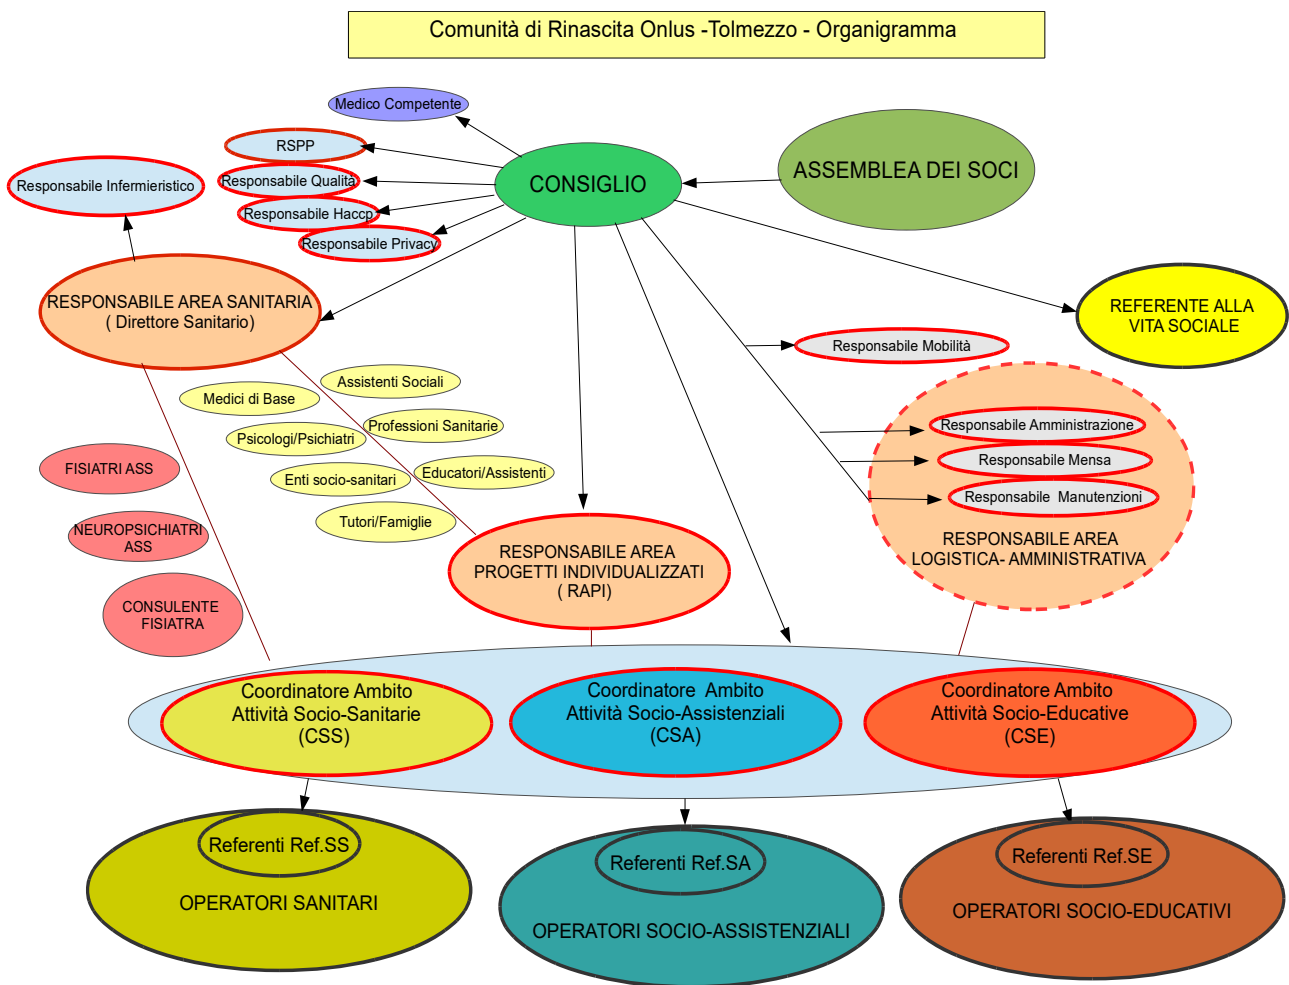 Comunità di Rinascita Onlus -Tolmezzo - Organigramma
Medico Competente
RSPP
Responsabile Qualità
Responsabile Haccp
Responsabile Privacy
Responsabile Infermieristico
CONSIGLIO
ASSEMBLEA DEI SOCI
RESPONSABILE AREA SANITARIA
( Direttore Sanitario)
REFERENTE ALLA
VITA SOCIALE
Responsabile Mobilità
Assistenti Sociali
Medici di Base
Professioni Sanitarie
Psicologi/Psichiatri
Educatori/Assistenti
Enti socio-sanitari
Tutori/Famiglie
Responsabile Amministrazione
Responsabile Mensa
Responsabile  Manutenzioni
RESPONSABILE AREA
LOGISTICA- AMMINISTRATIVA
FISIATRI ASS
NEUROPSICHIATRI
ASS
CONSULENTE
FISIATRA
RESPONSABILE AREA
PROGETTI INDIVIDUALIZZATI
( RAPI)
Coordinatore Ambito
Attività Socio-Sanitarie
(CSS)
Coordinatore  Ambito
Attività Socio-Assistenziali
(CSA)
Coordinatore Ambito
Attività Socio-Educative
(CSE)
Referenti Ref.SS
OPERATORI SANITARI
Referenti Ref.SA
OPERATORI SOCIO-ASSISTENZIALI
Referenti Ref.SE
OPERATORI SOCIO-EDUCATIVI